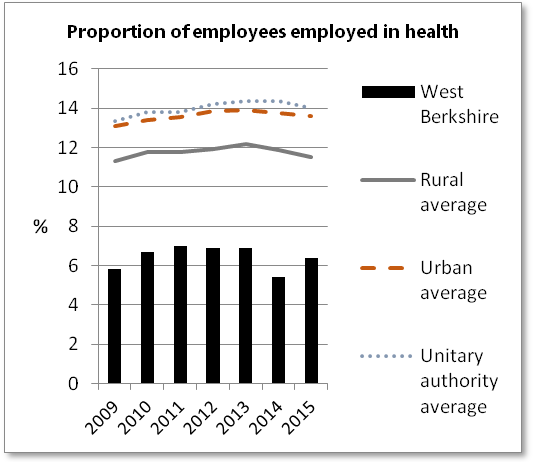 Proportion of employees employed in health
16
14
12
10
8
6
4
2
0
%
2009
2010
2011
2012
2013
2014
2015
West
Berkshire
Rural
average
Urban
average
Unitary
authority
average